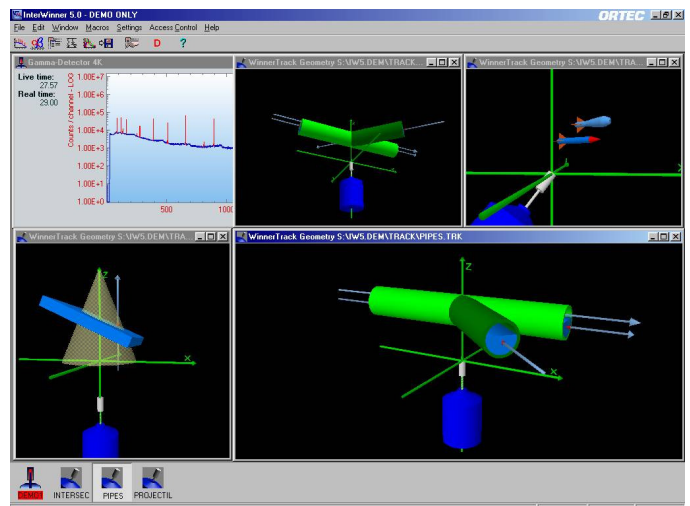 InterWinner 5.0 - DEMO ONLY
ORTEC
File Edit Window Macros Settings Access Control Help
D ?
Gamma-Detector 4K
Live time:
27.57
Real time:
29.00
Counts / channel - LOG
1.00E+7
1.00E+5
1.00E+4
1.00E+3
1.00E+2
1.00E+1
1.00E+0
500
1000
WinnerTrack Geometry S:\IW5.DEM\TRACK...
WinnerTrack Geometry S:\IW5.DEM\TRA...
X
WinnerTrack Geometry S:\IW5.DEM\TRA...
Z
X
WinnerTrack Geometry S:\IW5.DEM\TRACK\PIPES.TRK
Z
X
DEMO1 INTERSEC PIPES PROJECTIL